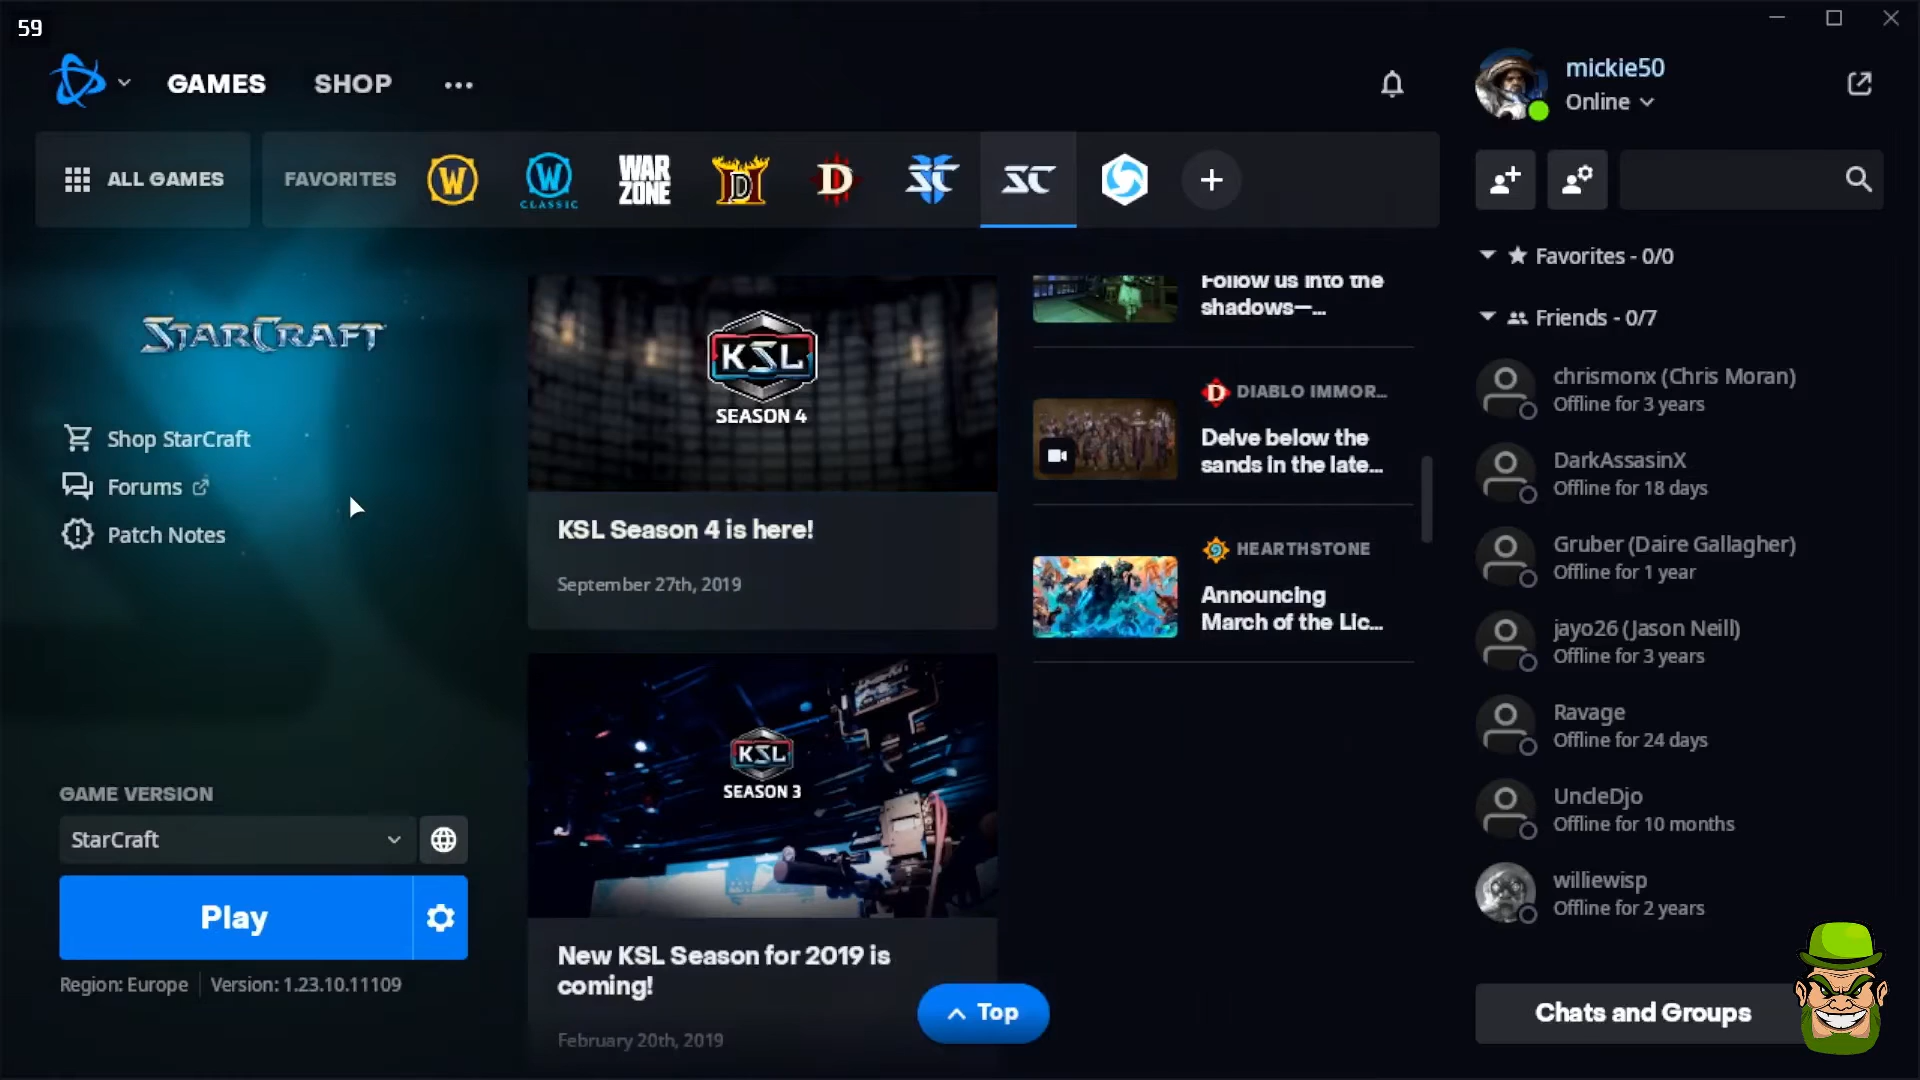 59
GAMES
SHOP
mickie50
Online
ALL GAMES
FAVORITES
W
W
CLASSIC
WAR
ZONE
D
D
SC
SC
STARCRAFT
Shop StarCraft
Forums
Patch Notes
GAME VERSION
StarCraft
Play
Region: Europe
Version: 1.23.10.11109
KSL
SEASON 4
KSL Season 4 is here!
September 27th, 2019
KSL
SEASON 3
New KSL Season for 2019 is
coming!
February 20th, 2019
Follow us into the
shadows—...
D
DIABLO IMMOR...
Delve below the
sands in the late...
HEARTHSTONE
Announcing
March of the Lic...
Top
Favorites - 0/0
Friends - 0/7
chrismonx (Chris Moran)
Offline for 3 years
DarkAssasinX
Offline for 18 days
Gruber (Daire Gallagher)
Offline for 1 year
jayo26 (Jason Neill)
Offline for 3 years
Ravage
Offline for 24 days
UncleDjo
Offline for 10 months
williewisp
Offline for 2 years
Chats and Groups